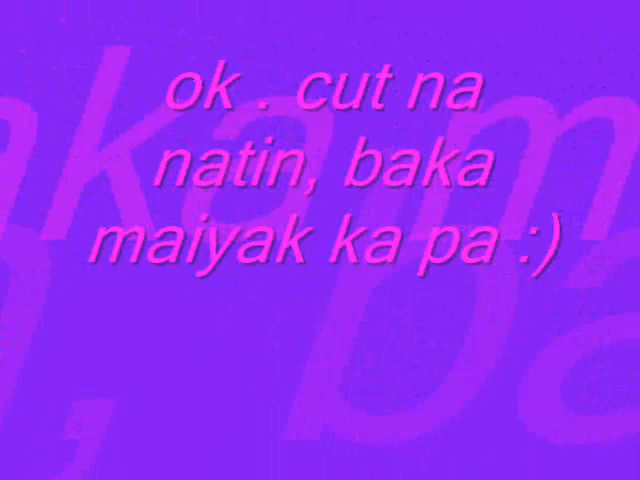 ok . cut na
natin, baka
maiyak ka pa :)